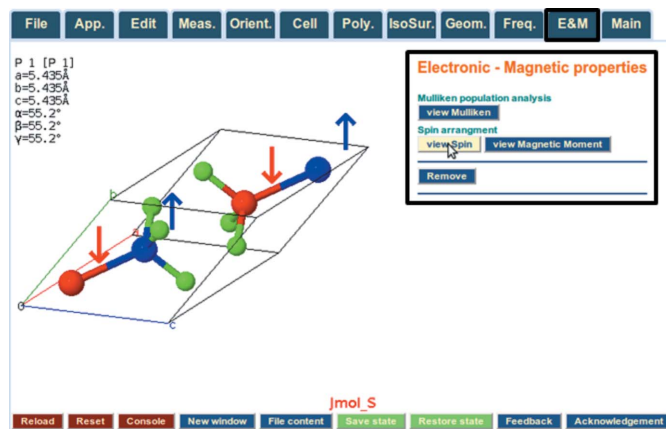 File App. Edit Meas. Orient. Cell Poly. IsoSur. Geom. Freq. E&M Main
P 1 [P 1]
a=5.435Å
b=5.435Å
c=5.435Å
α=55.2°
β=55.2°
γ=55.2°
Electronic - Magnetic properties
Mulliken population analysis
view Mulliken
Spin arrangment
view Spin view Magnetic Moment
Remove
b
a
O
c
Jmol_S
Reload Reset Console New window File content Save state Restore state Feedback Acknowledgement